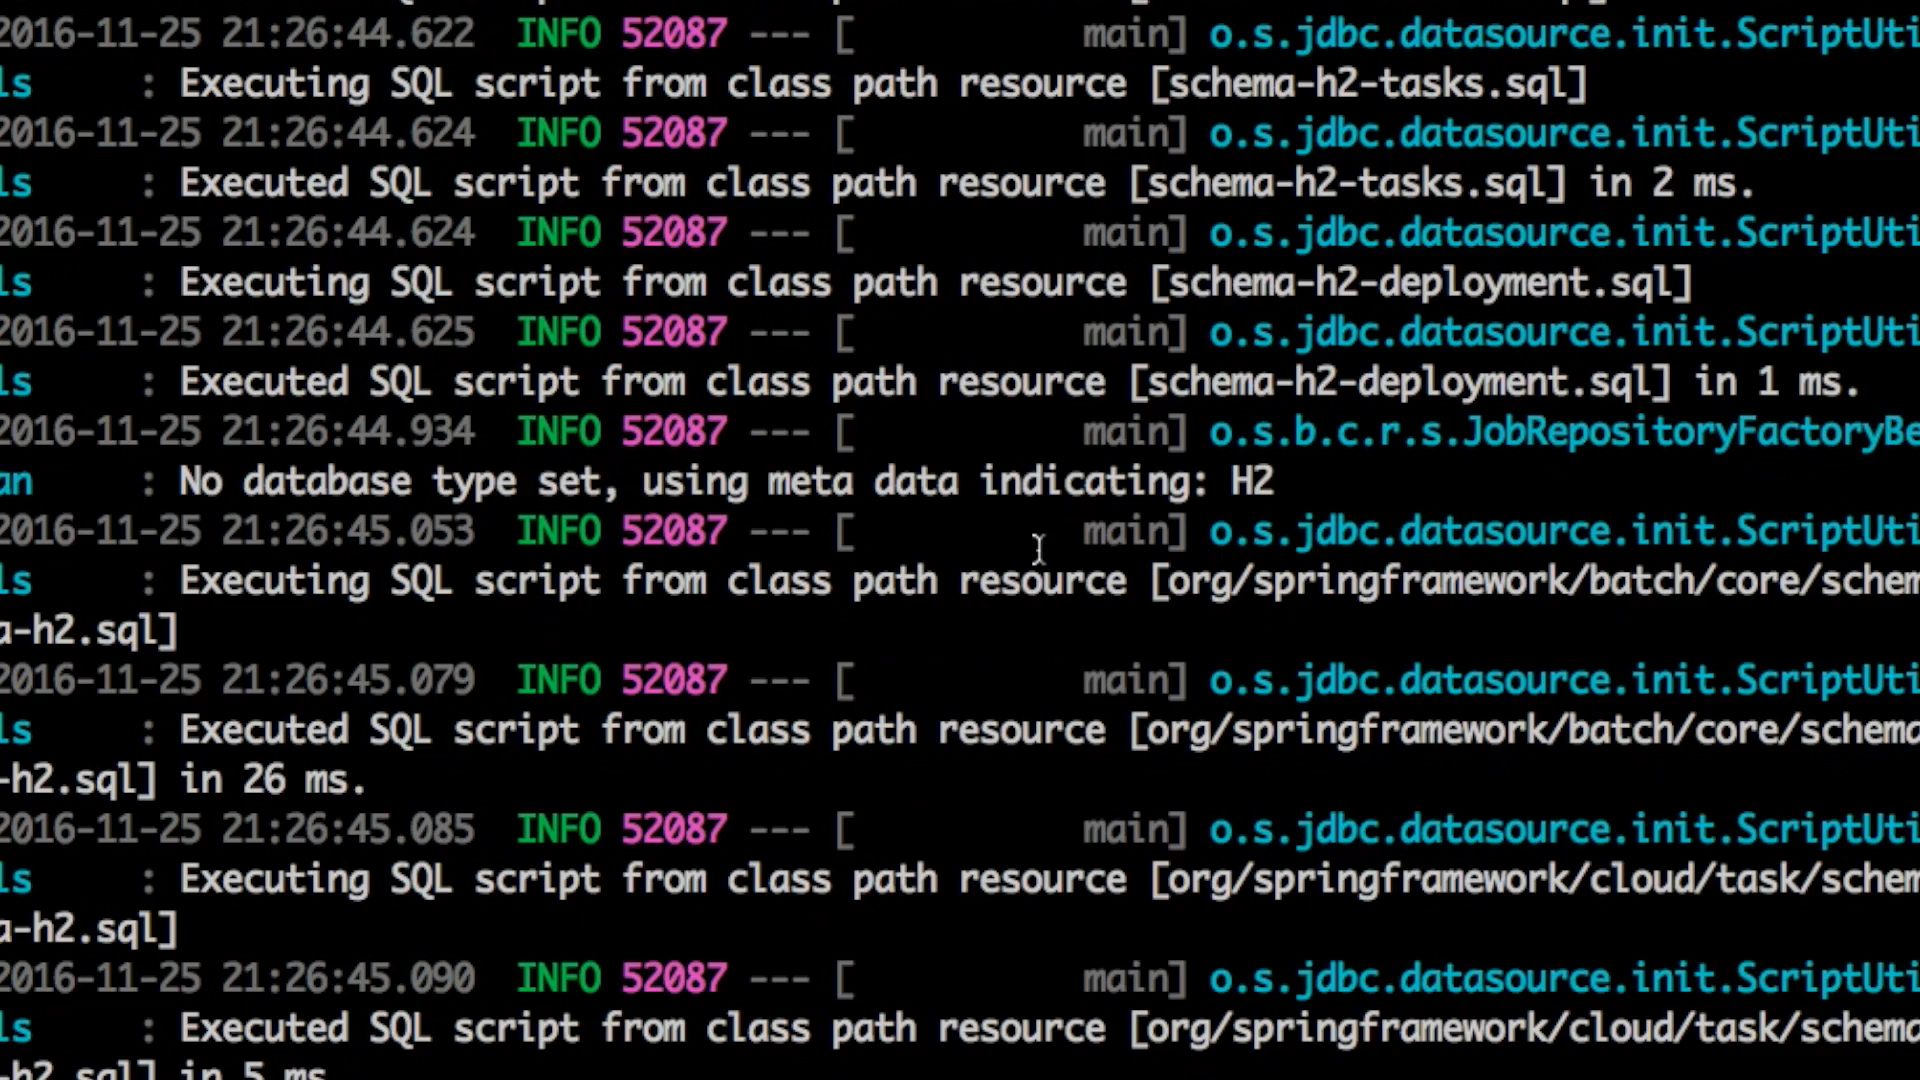 2016-11-25 21:26:44.622  INFO 52087 --- [           main] o.s.jdbc.datasource.init.ScriptUti
ls     : Executing SQL script from class path resource [schema-h2-tasks.sql]
2016-11-25 21:26:44.624  INFO 52087 --- [           main] o.s.jdbc.datasource.init.ScriptUti
ls     : Executed SQL script from class path resource [schema-h2-tasks.sql] in 2 ms.
2016-11-25 21:26:44.624  INFO 52087 --- [           main] o.s.jdbc.datasource.init.ScriptUti
ls     : Executing SQL script from class path resource [schema-h2-deployment.sql]
2016-11-25 21:26:44.625  INFO 52087 --- [           main] o.s.jdbc.datasource.init.ScriptUti
ls     : Executed SQL script from class path resource [schema-h2-deployment.sql] in 1 ms.
2016-11-25 21:26:44.934  INFO 52087 --- [           main] o.s.b.c.r.s.JobRepositoryFactoryBe
an     : No database type set, using meta data indicating: H2
2016-11-25 21:26:45.053  INFO 52087 --- [           main] o.s.jdbc.datasource.init.ScriptUti
ls     : Executing SQL script from class path resource [org/springframework/batch/core/schem
a-h2.sql]
2016-11-25 21:26:45.079  INFO 52087 --- [           main] o.s.jdbc.datasource.init.ScriptUti
ls     : Executed SQL script from class path resource [org/springframework/batch/core/schema
-h2.sql] in 26 ms.
2016-11-25 21:26:45.085  INFO 52087 --- [           main] o.s.jdbc.datasource.init.ScriptUti
ls     : Executing SQL script from class path resource [org/springframework/cloud/task/schem
a-h2.sql]
2016-11-25 21:26:45.090  INFO 52087 --- [           main] o.s.jdbc.datasource.init.ScriptUti
ls     : Executed SQL script from class path resource [org/springframework/cloud/task/schema
-h2.sql] in 5 ms.